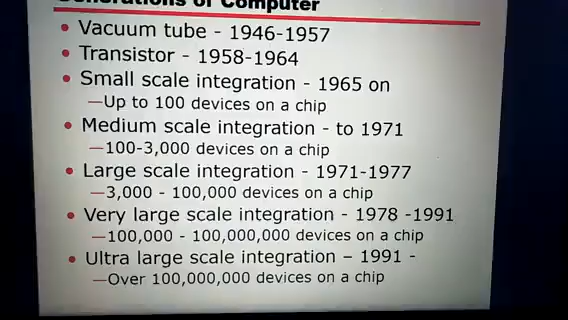 Generations of Computer
• Vacuum tube - 1946-1957
• Transistor - 1958-1964
• Small scale integration - 1965 on
—Up to 100 devices on a chip
• Medium scale integration - to 1971
—100-3,000 devices on a chip
• Large scale integration - 1971-1977
—3,000 - 100,000 devices on a chip
• Very large scale integration - 1978 -1991
—100,000 - 100,000,000 devices on a chip
• Ultra large scale integration – 1991 -
—Over 100,000,000 devices on a chip